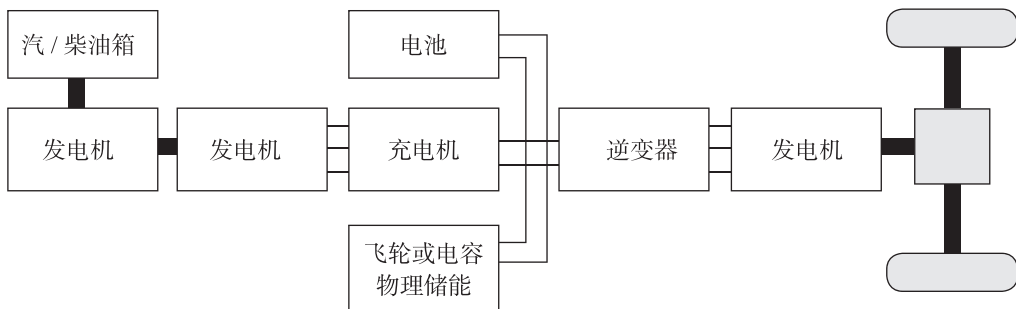 汽 / 柴油箱
电池
发电机
发电机
充电机
逆变器
发电机
飞轮或电容
物理储能